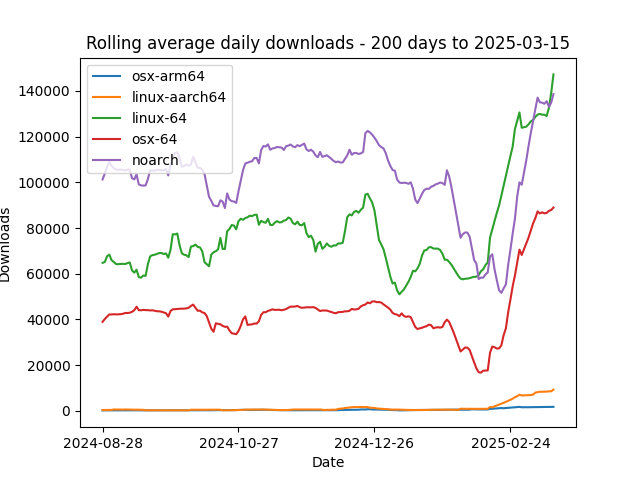 Rolling average daily downloads - 200 days to 2025-03-15
osx-arm64
linux-aarch64
linux-64
osx-64
noarch
140000
120000
100000
80000
60000
40000
20000
0
Downloads
2024-08-28
2024-10-27
2024-12-26
2025-02-24
Date